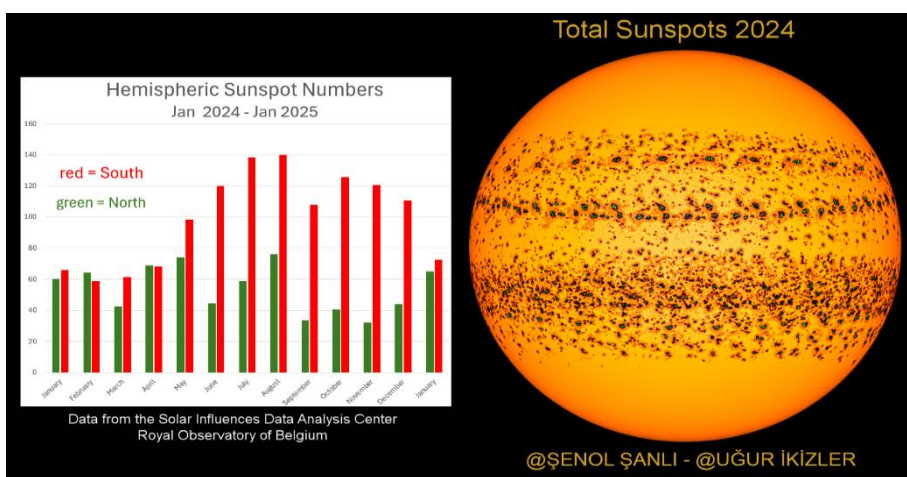 Total Sunspots 2024
Hemispheric Sunspot Numbers
Jan 2024 - Jan 2025
160
140
120
100
80
60
40
20
0
red = South
green = North
January
February
March
April
May
June
July
August
September
October
November
December
January
Data from the Solar Influences Data Analysis Center
Royal Observatory of Belgium
@ŞENOL ŞANLI - @UĞUR İKİZLER